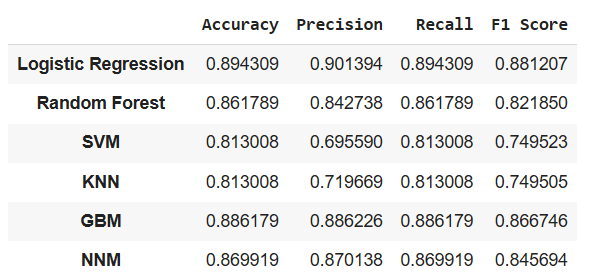 Accuracy Precision Recall F1 Score
Logistic Regression 0.894309 0.901394 0.894309 0.881207
Random Forest 0.861789 0.842738 0.861789 0.821850
SVM 0.813008 0.695590 0.813008 0.749523
KNN 0.813008 0.719669 0.813008 0.749505
GBM 0.886179 0.886226 0.886179 0.866746
NNM 0.869919 0.870138 0.869919 0.845694